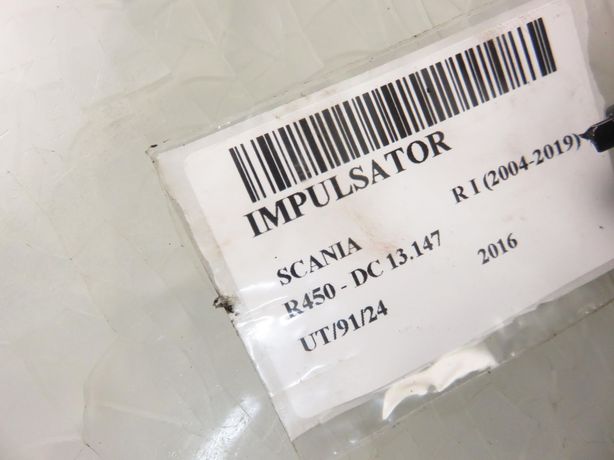 IMPULSATOR
SCANIA R I (2004-2019)
R450 - DC 13.147 2016
UT/91/24